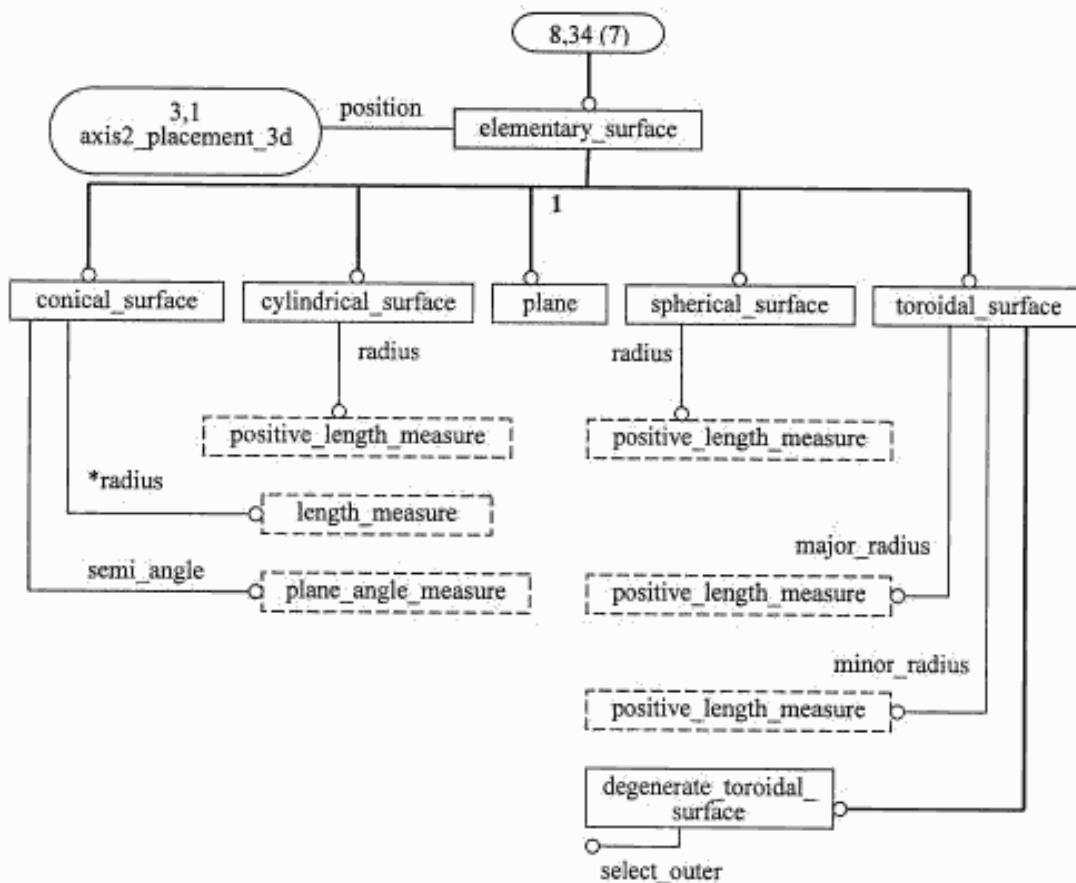 8,34 (7)
3,1
axis2_placement_3d
position
elementary_surface
1
conical_surface
cylindrical_surface
plane
spherical_surface
toroidal_surface
radius
radius
positive_length_measure
positive_length_measure
*radius
length_measure
major_radius
semi_angle
plane_angle_measure
positive_length_measure
minor_radius
positive_length_measure
degenerate_toroidal_
surface
select_outer